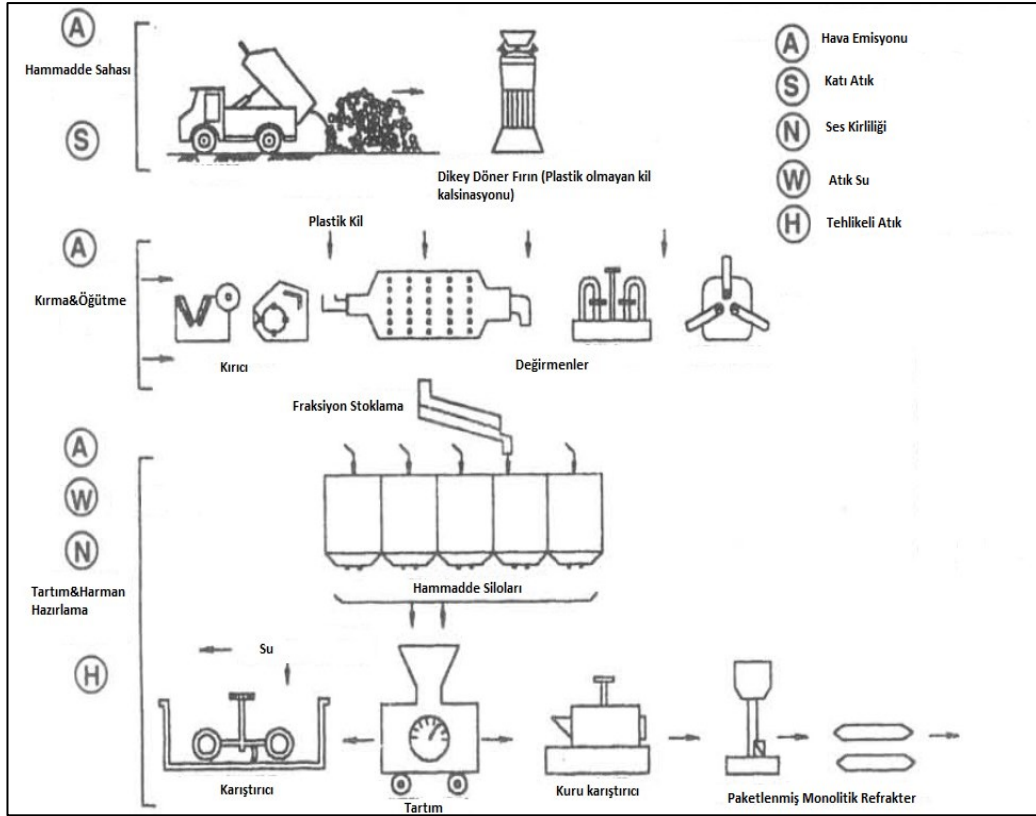 A
Hammadde Sahası
S
A Hava Emisyonu
S Katı Atık
N Ses Kirliliği
W Atık Su
H Tehlikeli Atık
Dikey Döner Fırın (Plastik olmayan kil
kalsinasyonu)
Plastik Kil
A
Kırma&Öğütme
Kırıcı
Değirmenler
Fraksiyon Stoklama
A
W
N
Tartım&Harman
Hazırlama
H
Hammadde Siloları
Su
Karıştırıcı
Tartım
Kuru karıştırıcı
Paketlenmiş Monolitik Refrakter